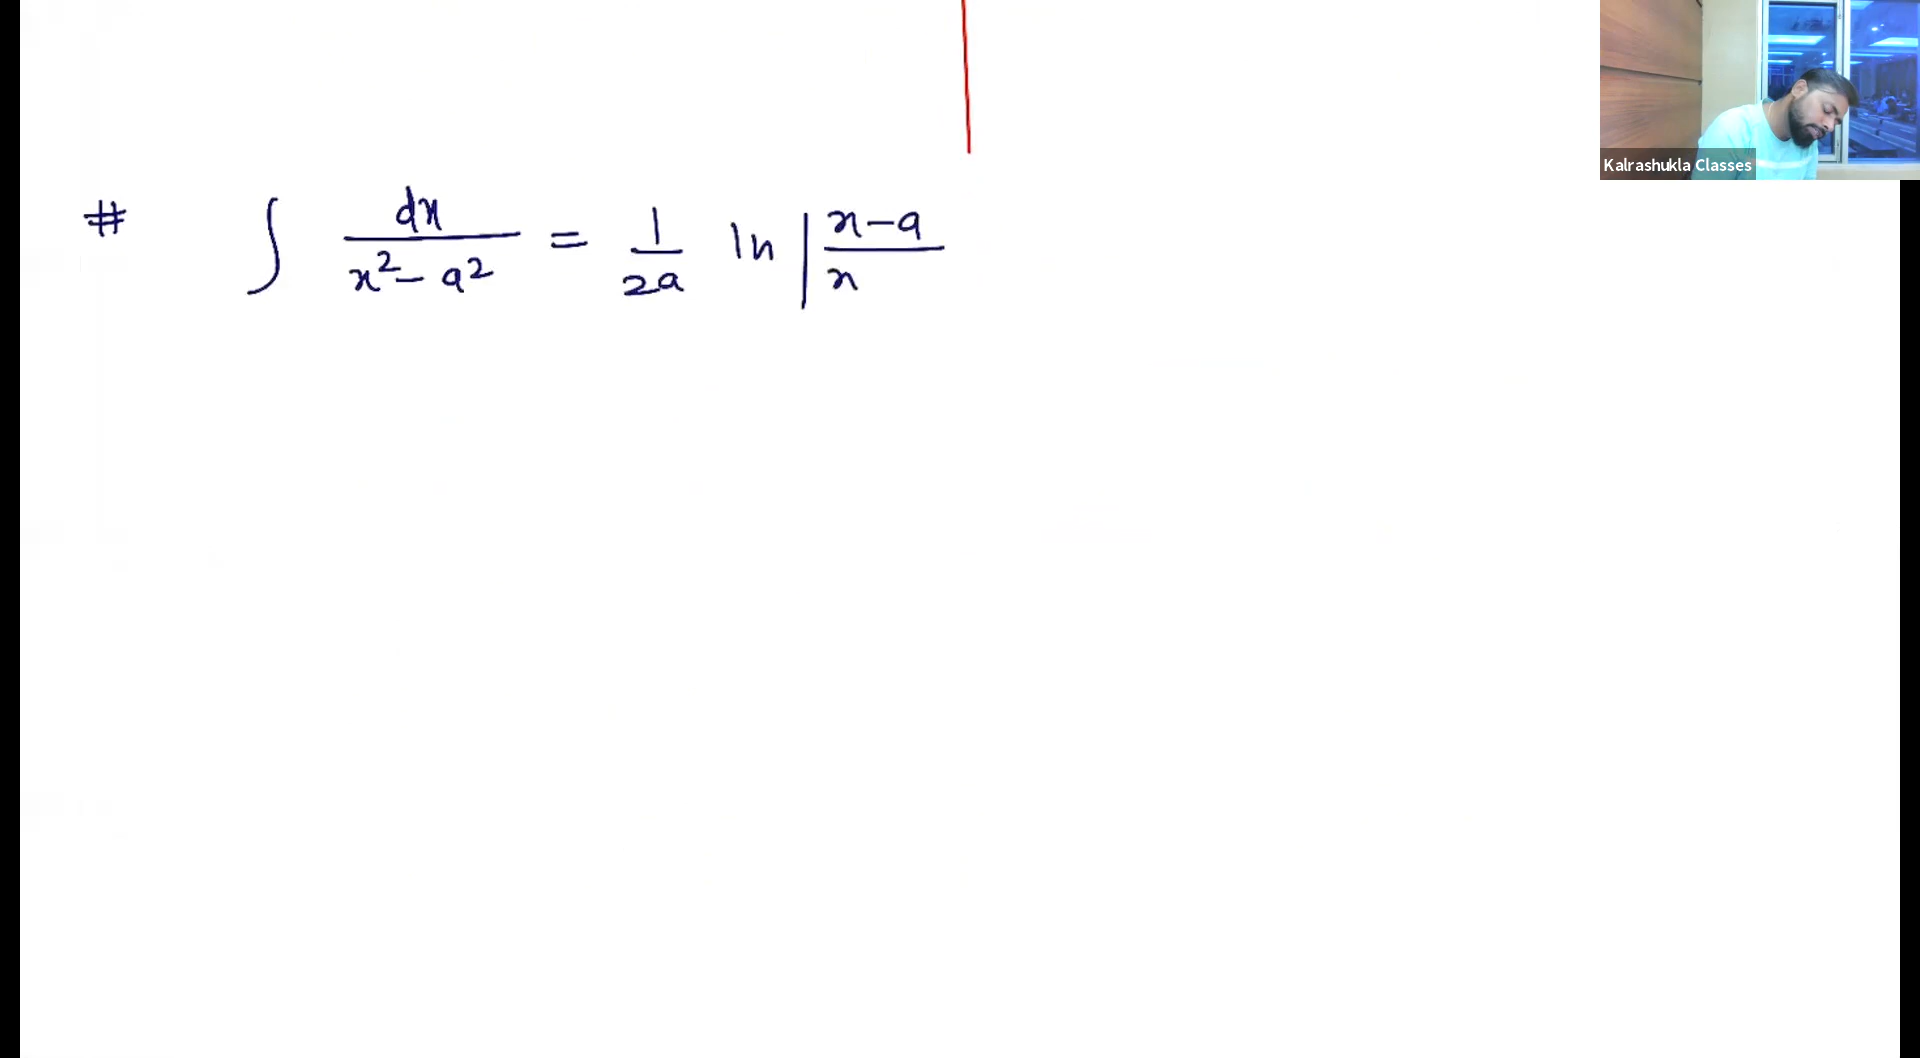 Kalrashukla Classes
# ∫ dx / (x² - a²) = 1/2a ln |x-a / x